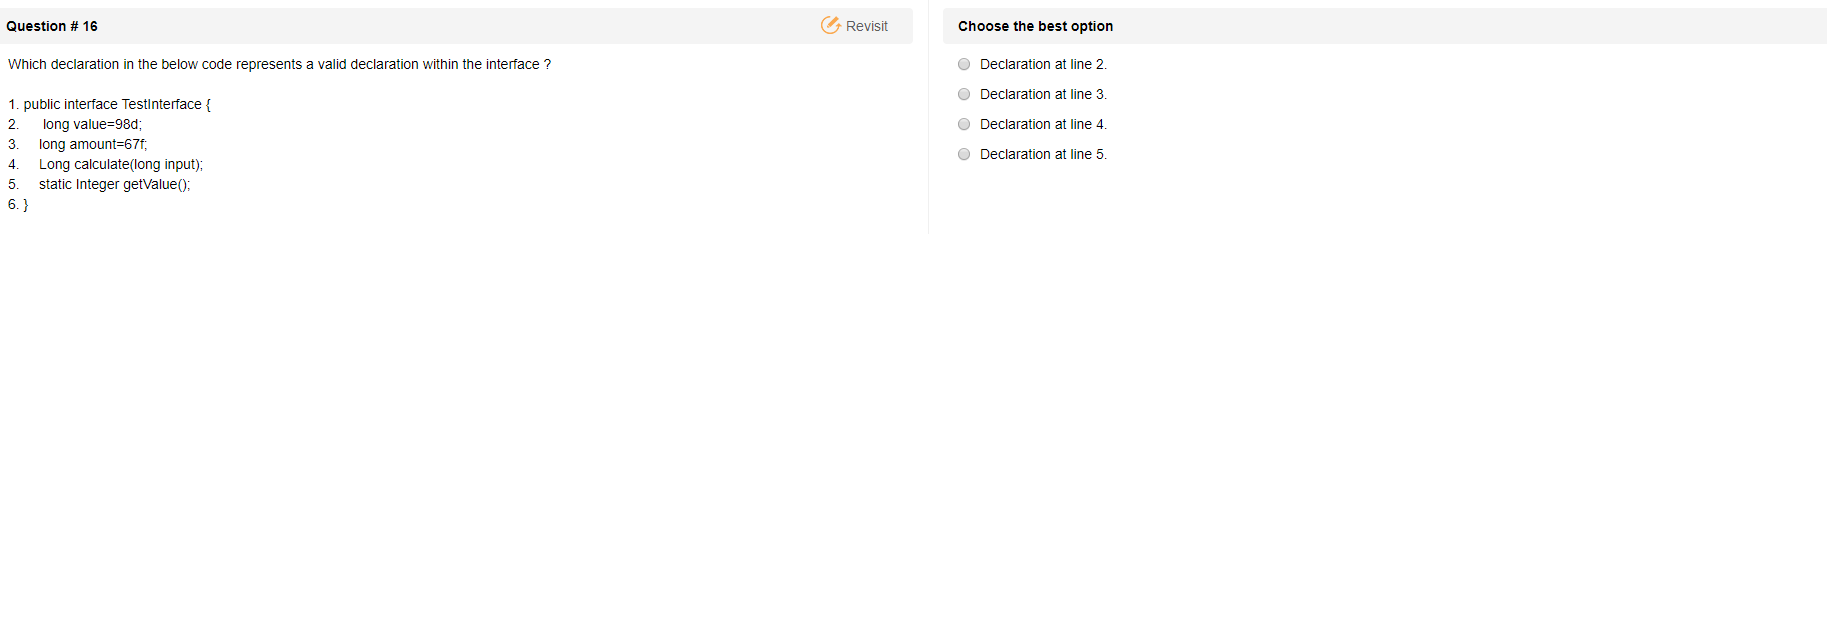 Question # 16
Revisit
Which declaration in the below code represents a valid declaration within the interface ?
1. public interface TestInterface {
2. long value=98d;
3. long amount=67f;
4. Long calculate(long input);
5. static Integer getValue();
6. }
Choose the best option
Declaration at line 2.
Declaration at line 3.
Declaration at line 4.
Declaration at line 5.